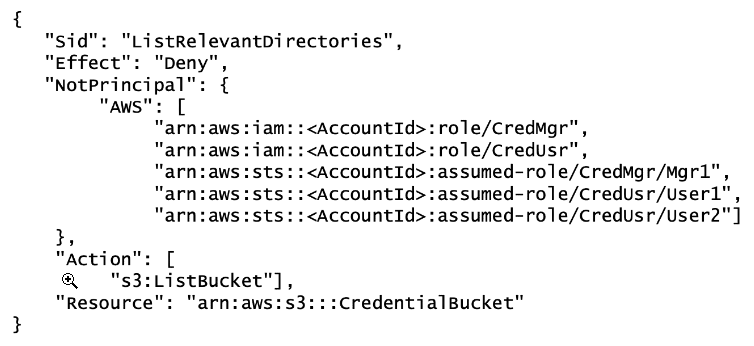 {
"Sid": "ListRelevantDirectories",
"Effect": "Deny",
"NotPrincipal": {
"AWS": [
"arn:aws:iam::<AccountId>:role/CredMgr",
"arn:aws:iam::<AccountId>:role/CredUsr",
"arn:aws:sts::<AccountId>:assumed-role/CredMgr/Mgr1",
"arn:aws:sts::<AccountId>:assumed-role/CredUsr/User1",
"arn:aws:sts::<AccountId>:assumed-role/CredUsr/User2"]
},
"Action": [
"s3:ListBucket"],
"Resource": "arn:aws:s3:::CredentialBucket"
}